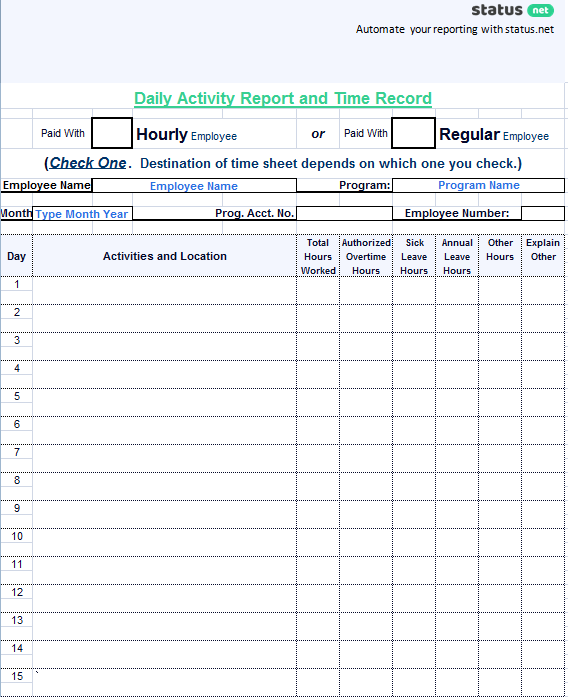 status net
Automate your reporting with status.net
Daily Activity Report and Time Record
Paid With Hourly Employee or Paid With Regular Employee
(Check One. Destination of time sheet depends on which one you check.)
Employee Name Employee Name Program: Program Name
Month Type Month Year Prog. Acct. No. Employee Number:
Day Activities and Location Total Hours Worked Authorized Overtime Hours Sick Leave Hours Annual Leave Hours Other Hours Explain Other
1
2
3
4
5
6
7
8
9
10
11
12
13
14
15 `